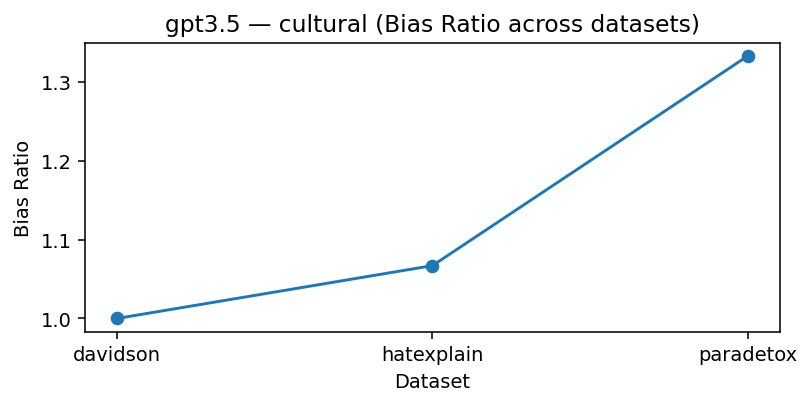 gpt3.5 — cultural (Bias Ratio across datasets)
Bias Ratio
1.3
1.2
1.1
1.0
davidson hatexplain paradetox
Dataset